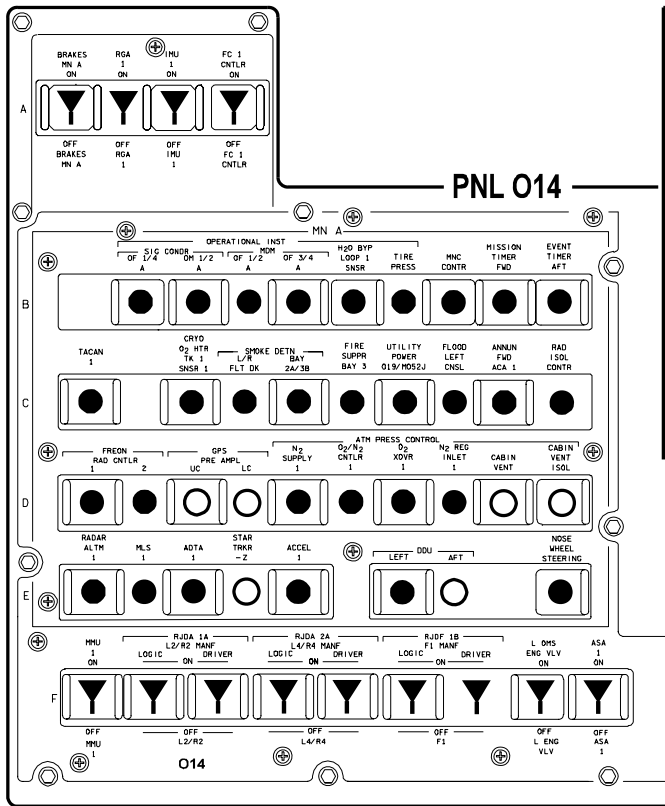 BRAKES RGA IMU FC 1
MN A 1 1 CNTLR
ON ON ON ON
A
OFF OFF OFF OFF
BRAKES RGA IMU FC 1
MN A 1 1 CNTLR
PNL O14
MN A
OPERATIONAL INST
SIG CONDR MDM H2O BYP MISSION EVENT
OF 1/4 OM 1/2 OF 1/2 OF 3/4 LOOP 1 TIRE MNC TIMER TIMER
A A A A SNSR PRESS CONTR FWD AFT
B
CRYO
TACAN O2 HTR SMOKE DETN FIRE UTILITY FLOOD ANNUN RAD
1 TK 1 L/R BAY SUPPR POWER LEFT FWD ISOL
SNSR 1 FLT DK 2A/3B BAY 3 O19/MO52J CNSL ACA 1 CONTR
C
ATM PRESS CONTROL
FREON GPS N2 O2/N2 O2 N2 REG CABIN
RAD CNTLR PRE AMPL SUPPLY CNTLR XOVR INLET CABIN VENT
1 2 UC LC 1 1 1 1 VENT ISOL
D
RADAR STAR NOSE
ALTM MLS ADTA TRKR ACCEL DDU WHEEL
1 1 1 -Z 1 LEFT AFT STEERING
E
MMU RJDA 1A RJDA 2A RJDF 1B L OMS ASA
1 L2/R2 MANF L4/R4 MANF F1 MANF ENG VLV 1
ON LOGIC ON DRIVER LOGIC ON DRIVER LOGIC ON DRIVER ON ON
F
OFF OFF OFF OFF OFF OFF
MMU L2/R2 L4/R4 F1 L ENG ASA
1 VLV 1
O14